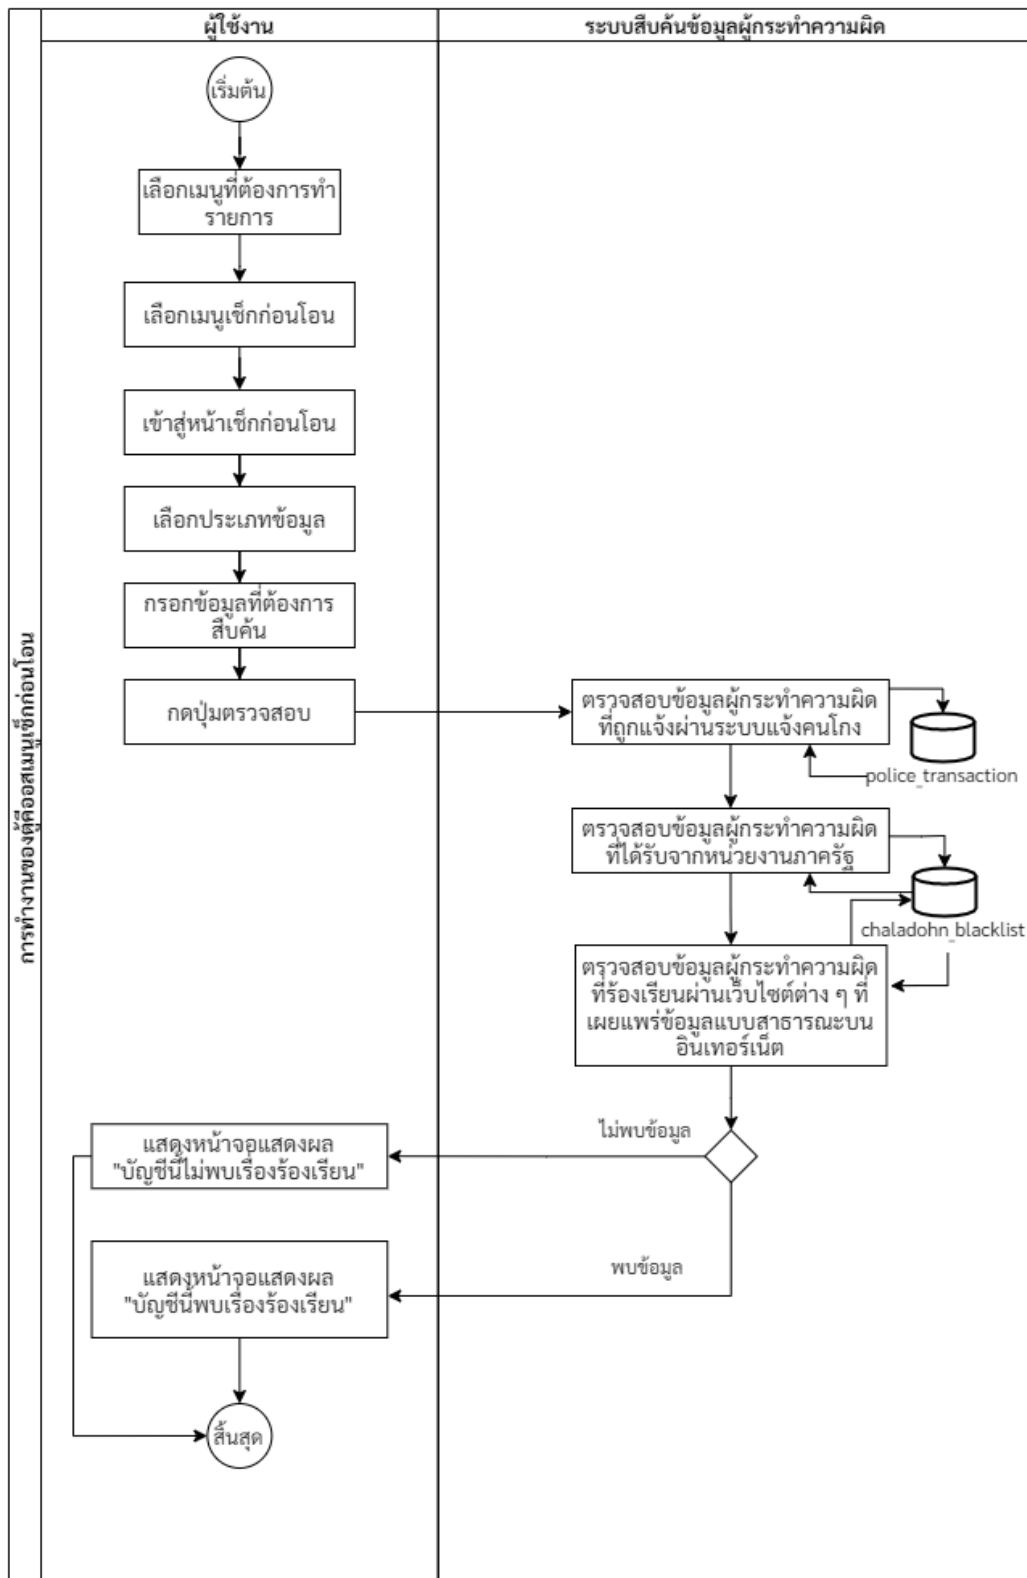 ผู้ใช้งาน
ระบบสืบค้นข้อมูลผู้กระทำความผิด
การทำงานของตู้คีออสเมนูเช็กก่อนโอน
เริ่มต้น
เลือกเมนูที่ต้องการทำ
รายการ
เลือกเมนูเช็กก่อนโอน
เข้าสู่หน้าเช็กก่อนโอน
เลือกประเภทข้อมูล
กรอกข้อมูลที่ต้องการ
สืบค้น
กดปุ่มตรวจสอบ
ตรวจสอบข้อมูลผู้กระทำความผิด
ที่ถูกแจ้งผ่านระบบแจ้งคนโกง
police_transaction
ตรวจสอบข้อมูลผู้กระทำความผิด
ที่ได้รับจากหน่วยงานภาครัฐ
chaladohn_blacklist
ตรวจสอบข้อมูลผู้กระทำความผิด
ที่ร้องเรียนผ่านเว็บไซต์ต่าง ๆ ที่
เผยแพร่ข้อมูลแบบสาธารณะบน
อินเทอร์เน็ต
ไม่พบข้อมูล
แสดงหน้าจอแสดงผล
"บัญชีนี้ไม่พบเรื่องร้องเรียน"
พบข้อมูล
แสดงหน้าจอแสดงผล
"บัญชีนี้พบเรื่องร้องเรียน"
สิ้นสุด